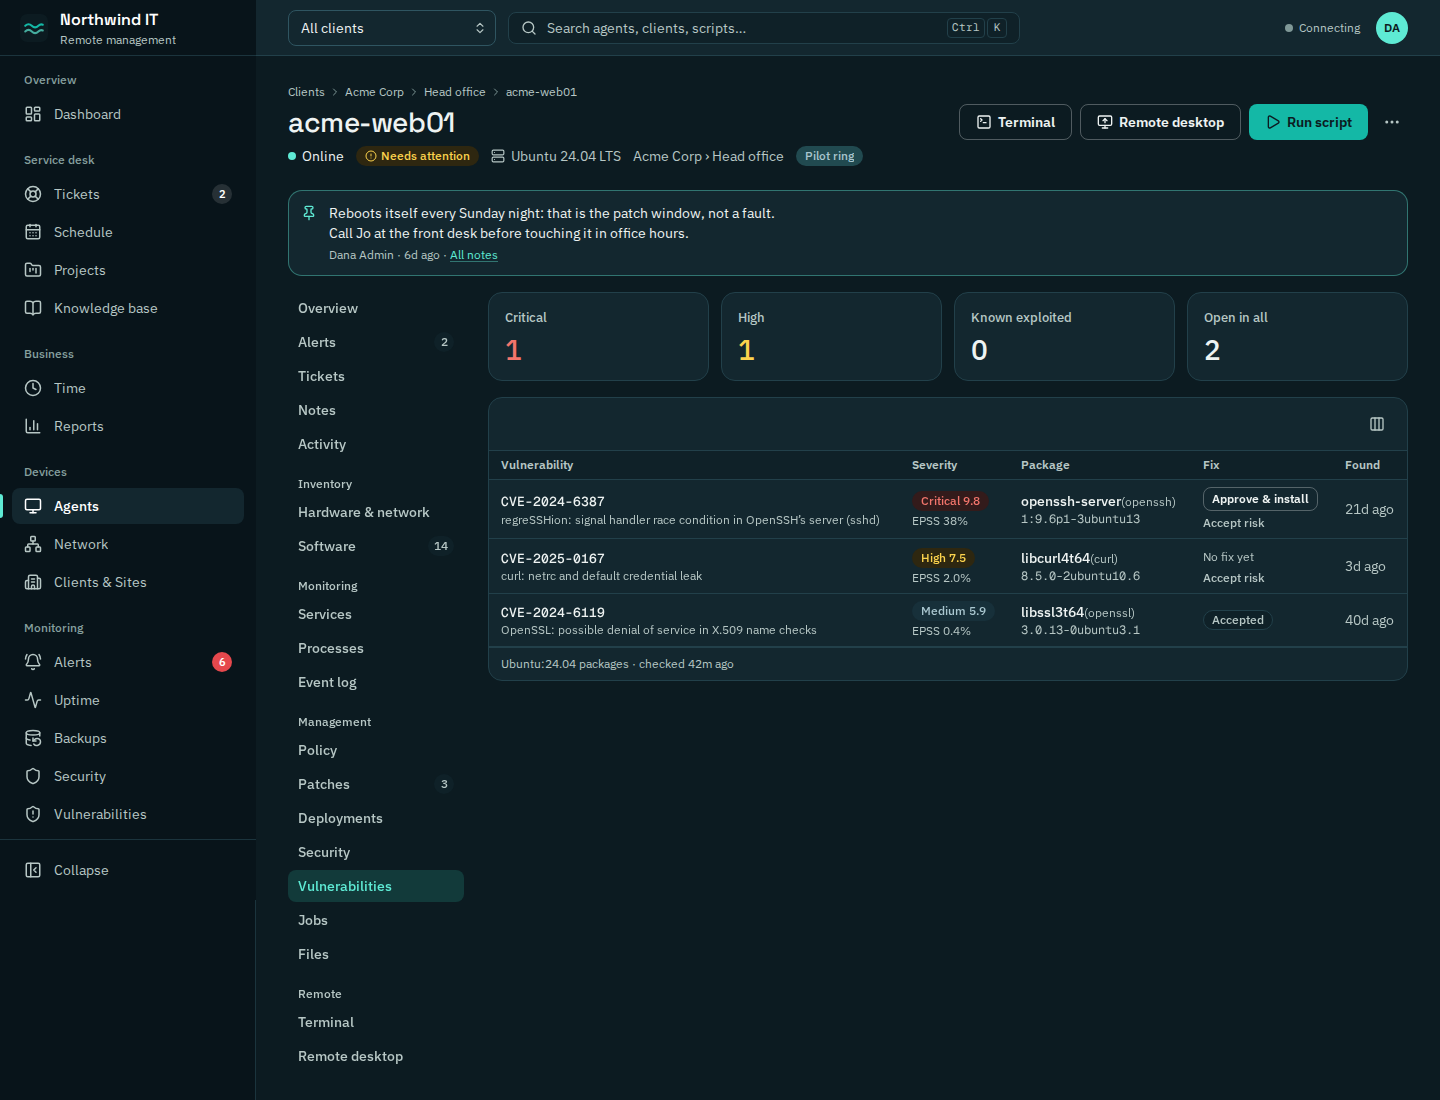 Northwind IT
Remote management
All clients
Search agents, clients, scripts...
Ctrl K
Connecting
DA
Overview
Dashboard
Service desk
Tickets 2
Schedule
Projects
Knowledge base
Business
Time
Reports
Devices
Agents
Network
Clients & Sites
Monitoring
Alerts 6
Uptime
Backups
Security
Vulnerabilities
Collapse
Clients > Acme Corp > Head office > acme-web01
acme-web01
Terminal
Remote desktop
Run script
Online
Needs attention
Ubuntu 24.04 LTS
Acme Corp › Head office
Pilot ring
Reboots itself every Sunday night: that is the patch window, not a fault.
Call Jo at the front desk before touching it in office hours.
Dana Admin · 6d ago · All notes
Overview
Alerts 2
Tickets
Notes
Activity
Inventory
Hardware & network
Software 14
Monitoring
Services
Processes
Event log
Management
Policy
Patches 3
Deployments
Security
Vulnerabilities
Jobs
Files
Remote
Terminal
Remote desktop
Critical
1
High
1
Known exploited
0
Open in all
2
Vulnerability Severity Package Fix Found
CVE-2024-6387 Critical 9.8 openssh-server(openssh) Approve & install 21d ago
regreSSHion: signal handler race condition in OpenSSH's server (sshd) EPSS 38% 1:9.6p1-3ubuntu13 Accept risk
CVE-2025-0167 High 7.5 libcurl4t64(curl) No fix yet 3d ago
curl: netrc and default credential leak EPSS 2.0% 8.5.0-2ubuntu10.6 Accept risk
CVE-2024-6119 Medium 5.9 libssl3t64(openssl) Accepted 40d ago
OpenSSL: possible denial of service in X.509 name checks EPSS 0.4% 3.0.13-0ubuntu3.1
Ubuntu:24.04 packages · checked 42m ago